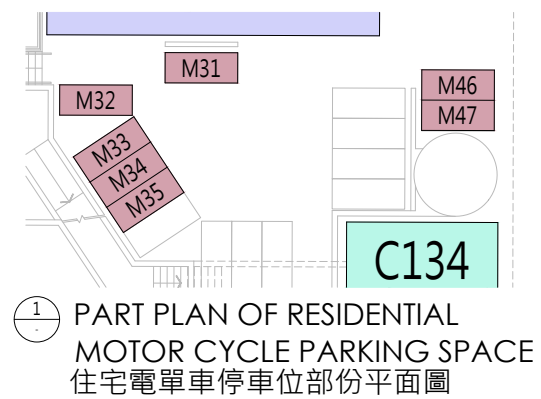 M31
M32
M33
M34
M35
M46
M47
C134
1
-
PART PLAN OF RESIDENTIAL
MOTOR CYCLE PARKING SPACE
住宅電單車停車位部份平面圖